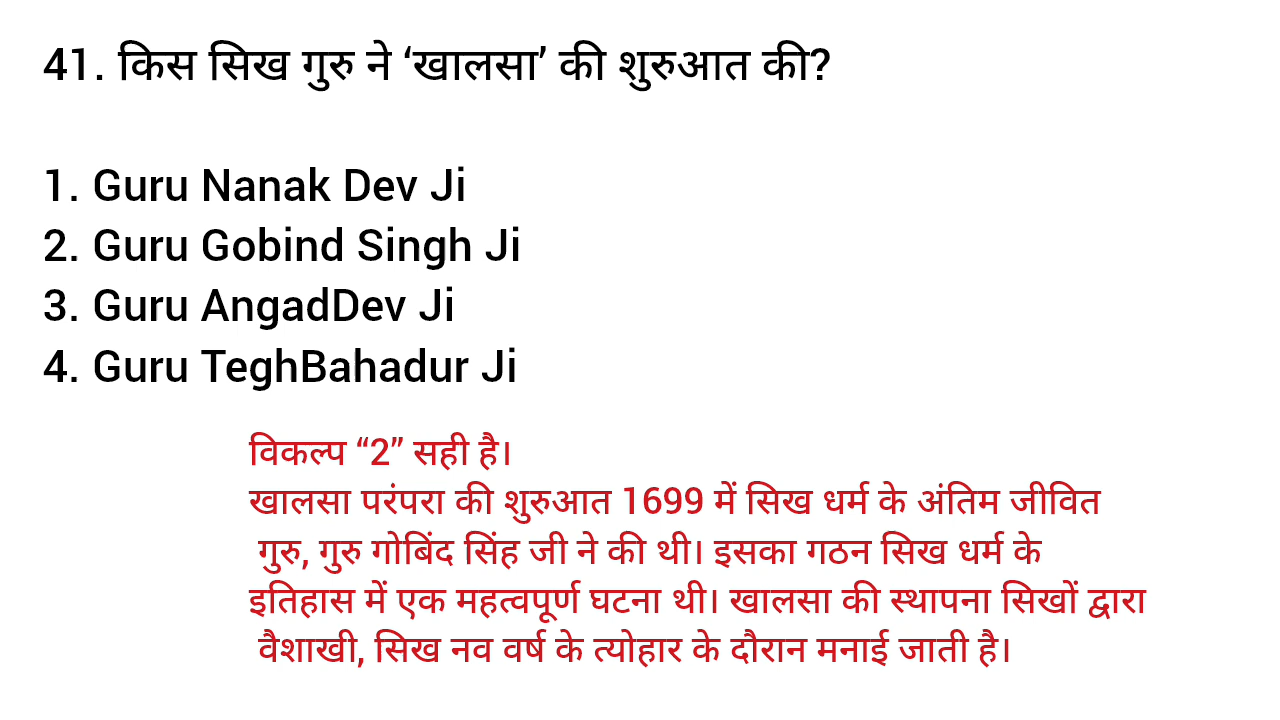 41. किस सिख गुरु ने ‘खालसा’ की शुरुआत की?
1. Guru Nanak Dev Ji
2. Guru Gobind Singh Ji
3. Guru AngadDev Ji
4. Guru TeghBahadur Ji
विकल्प “2” सही है।
खालसा परंपरा की शुरुआत 1699 में सिख धर्म के अंतिम जीवित
गुरु, गुरु गोबिंद सिंह जी ने की थी। इसका गठन सिख धर्म के
इतिहास में एक महत्वपूर्ण घटना थी। खालसा की स्थापना सिखों द्वारा
वैशाखी, सिख नव वर्ष के त्योहार के दौरान मनाई जाती है।